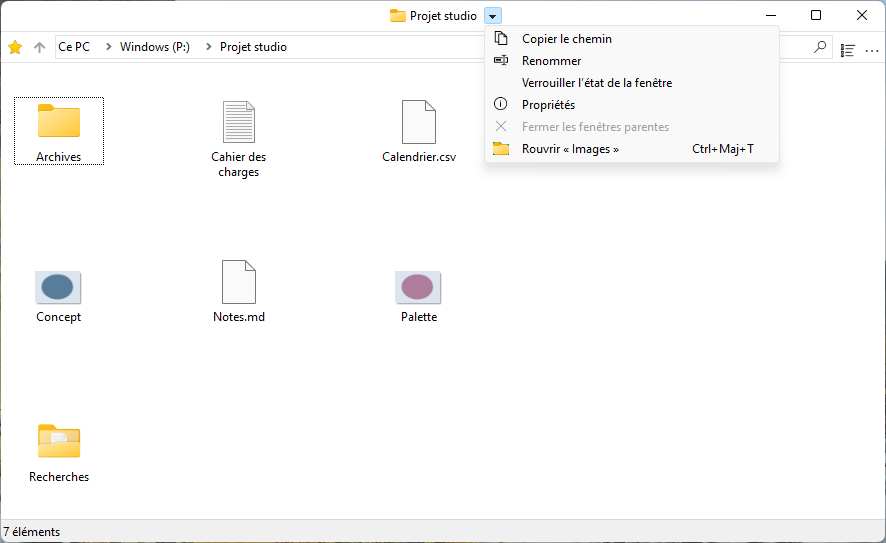 Projet studio
Ce PC > Windows (P:) > Projet studio
Copier le chemin
Renommer
Verrouiller l'état de la fenêtre
Propriétés
Fermer les fenêtres parentes
Rouvrir « Images » Ctrl+Maj+T
Archives
Cahier des
charges
Calendrier.csv
Concept
Notes.md
Palette
Recherches
7 éléments